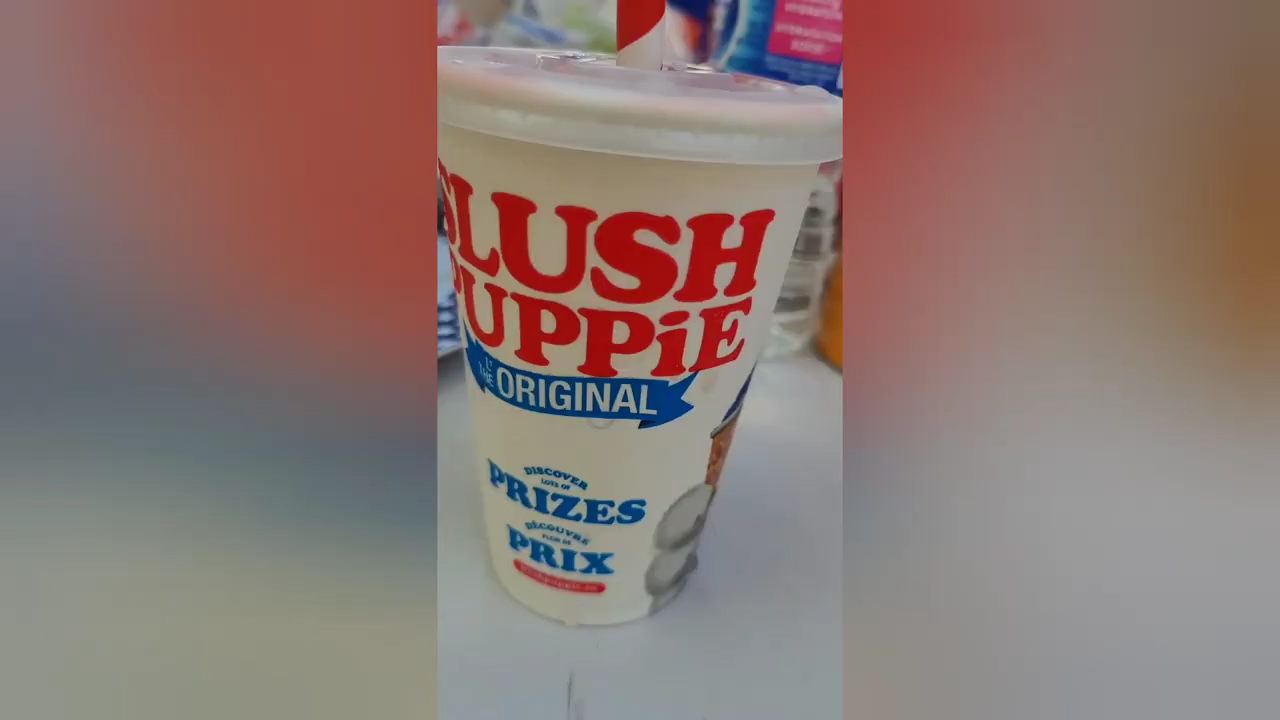 SLUSH
PUPPiE
L'
THE ORIGINAL
DISCOVER
LOTS OF
PRIZES
DÉCOUVRE
PLEIN DE
PRIX